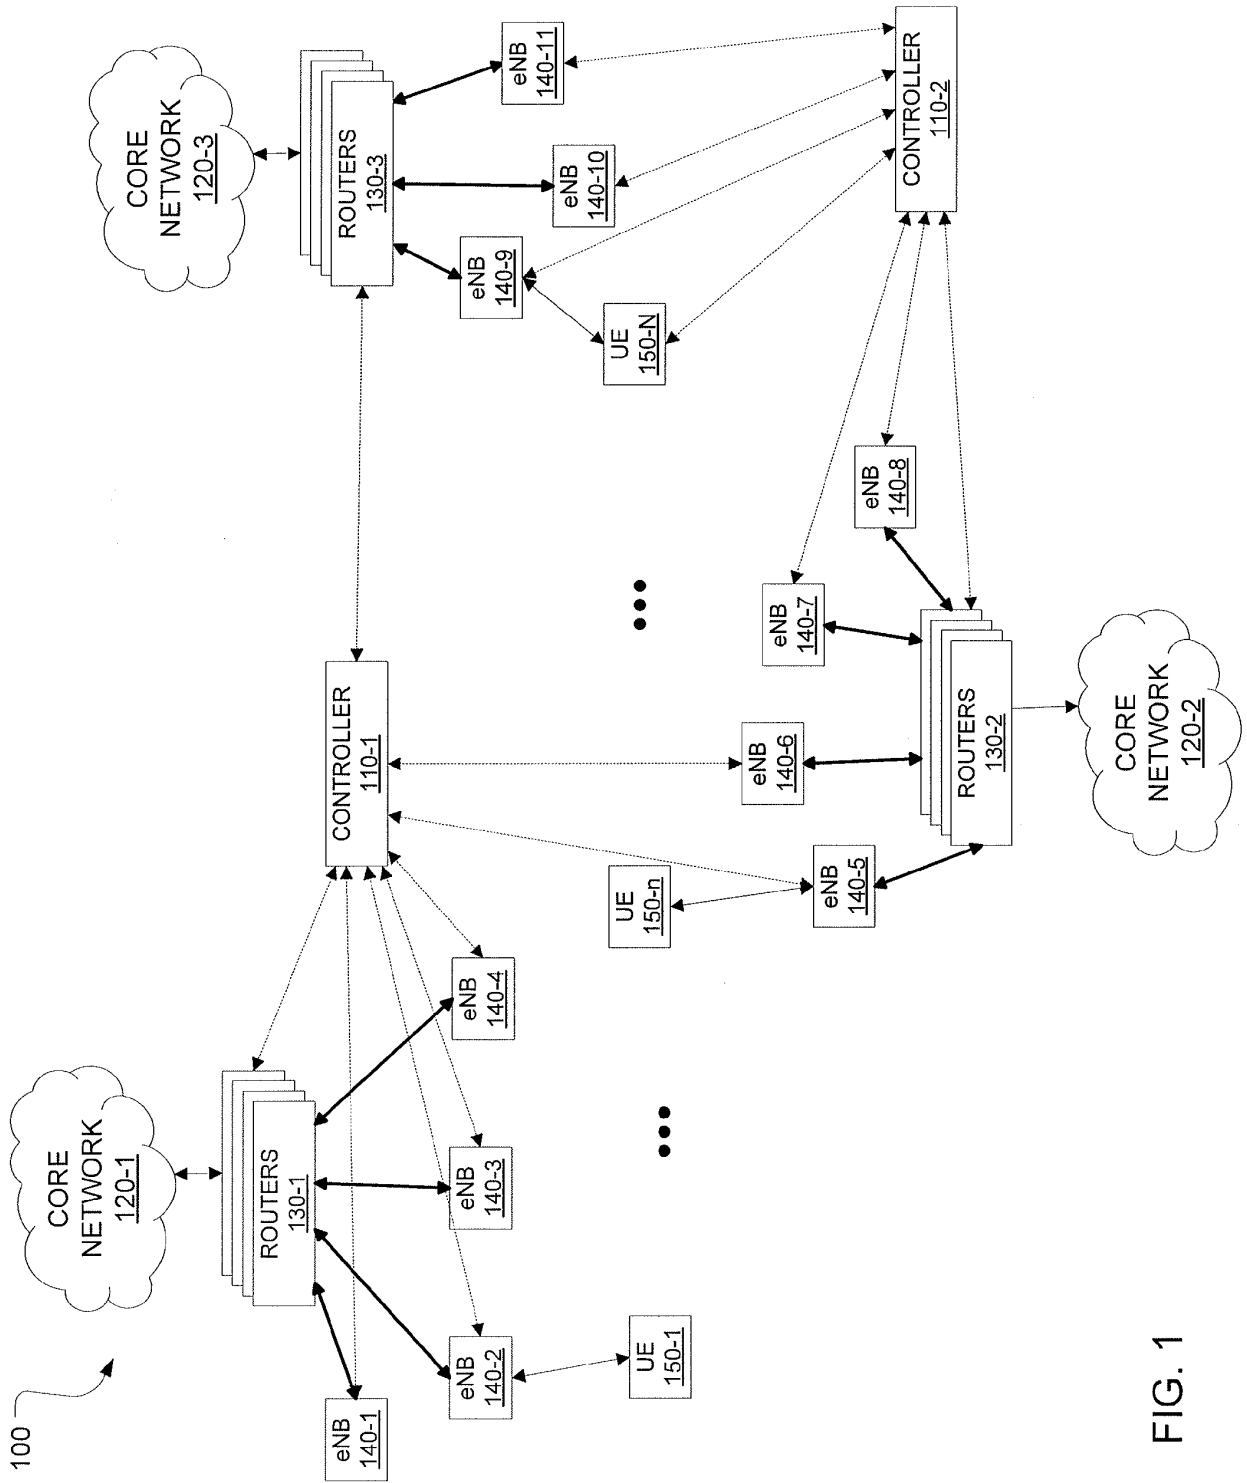 100
CORE
NETWORK
120-1
ROUTERS
130-1
eNB
140-1
eNB
140-2
eNB
140-3
eNB
140-4
UE
150-1
CONTROLLER
110-1
UE
150-n
eNB
140-5
eNB
140-6
eNB
140-7
eNB
140-8
ROUTERS
130-2
CORE
NETWORK
120-2
CORE
NETWORK
120-3
ROUTERS
130-3
eNB
140-9
eNB
140-10
eNB
140-11
UE
150-N
CONTROLLER
110-2
FIG. 1